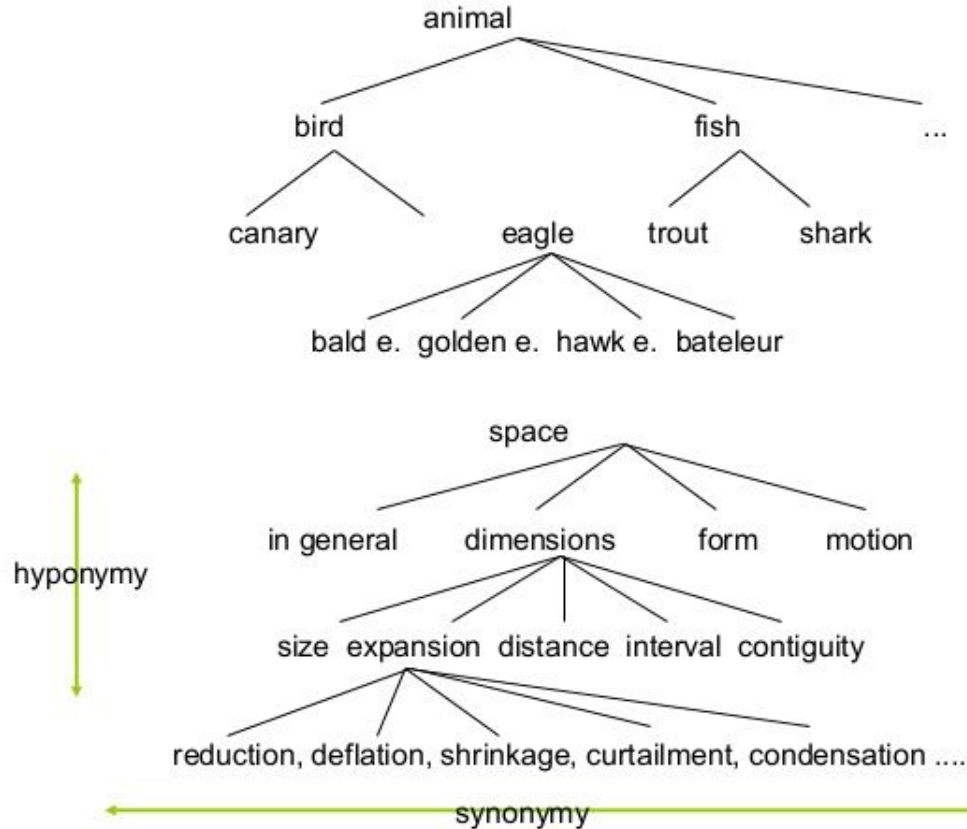 animal
bird fish ...
canary eagle trout shark
bald e. golden e. hawk e. bateleur
space
in general dimensions form motion
hyponymy
size expansion distance interval contiguity
reduction, deflation, shrinkage, curtailment, condensation ....
synonymy